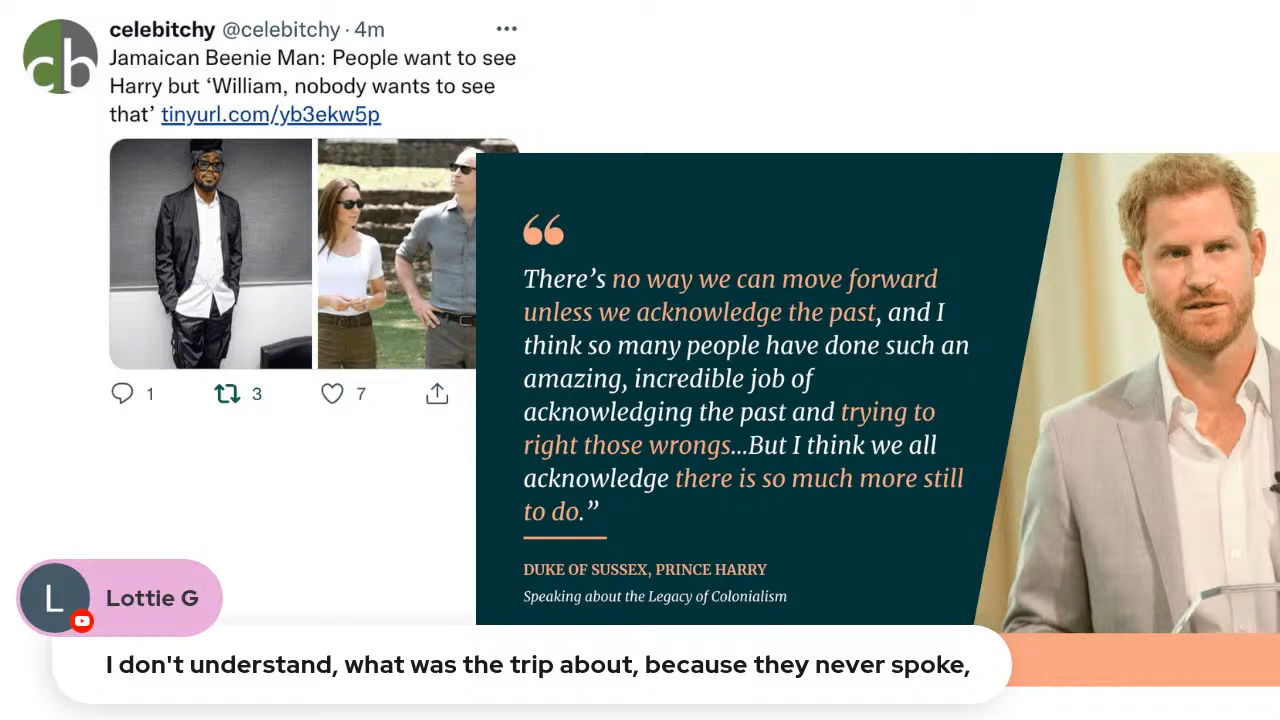 celebitchy @celebitchy · 4m
Jamaican Beenie Man: People want to see
Harry but ‘William, nobody wants to see
that’ tinyurl.com/yb3ekw5p
cb
1 3 7
“
There’s no way we can move forward
unless we acknowledge the past, and I
think so many people have done such an
amazing, incredible job of
acknowledging the past and trying to
right those wrongs...But I think we all
acknowledge there is so much more still
to do.”
DUKE OF SUSSEX, PRINCE HARRY
Speaking about the Legacy of Colonialism
L
Lottie G
I don't understand, what was the trip about, because they never spoke,